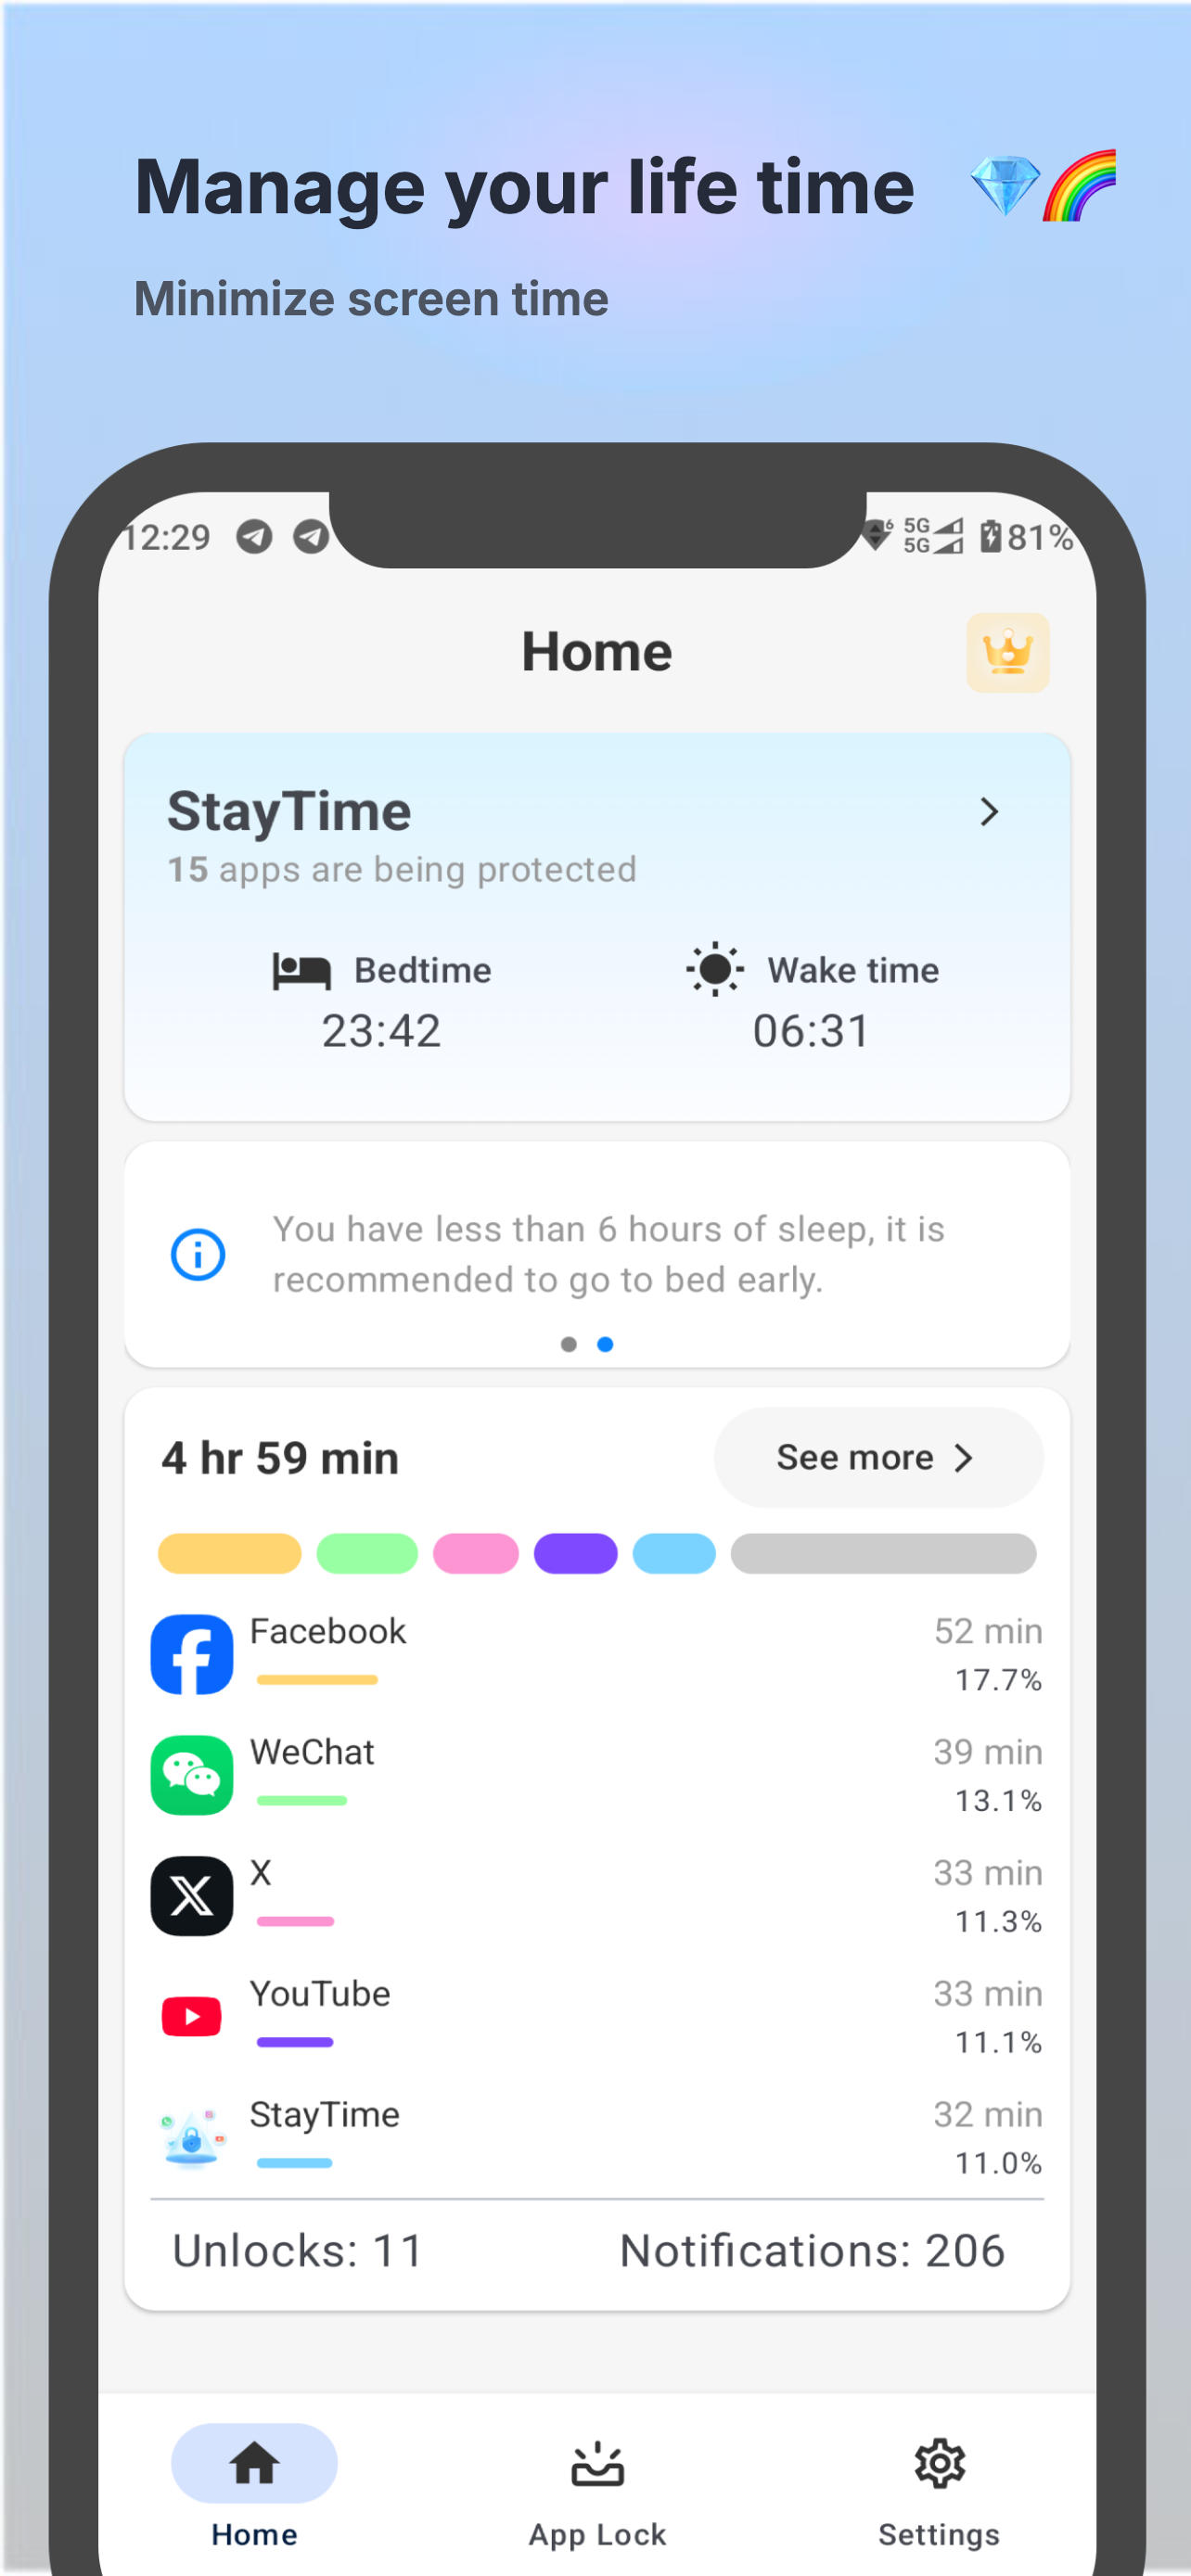 Manage your life time 💎🌈
Minimize screen time
12:29
6 5G 5G 81%
Home
StayTime
15 apps are being protected
Bedtime
Wake time
23:42
06:31
You have less than 6 hours of sleep, it is
recommended to go to bed early.
4 hr 59 min
See more
Facebook
52 min
17.7%
WeChat
39 min
13.1%
X
33 min
11.3%
YouTube
33 min
11.1%
StayTime
32 min
11.0%
Unlocks: 11
Notifications: 206
Home
App Lock
Settings